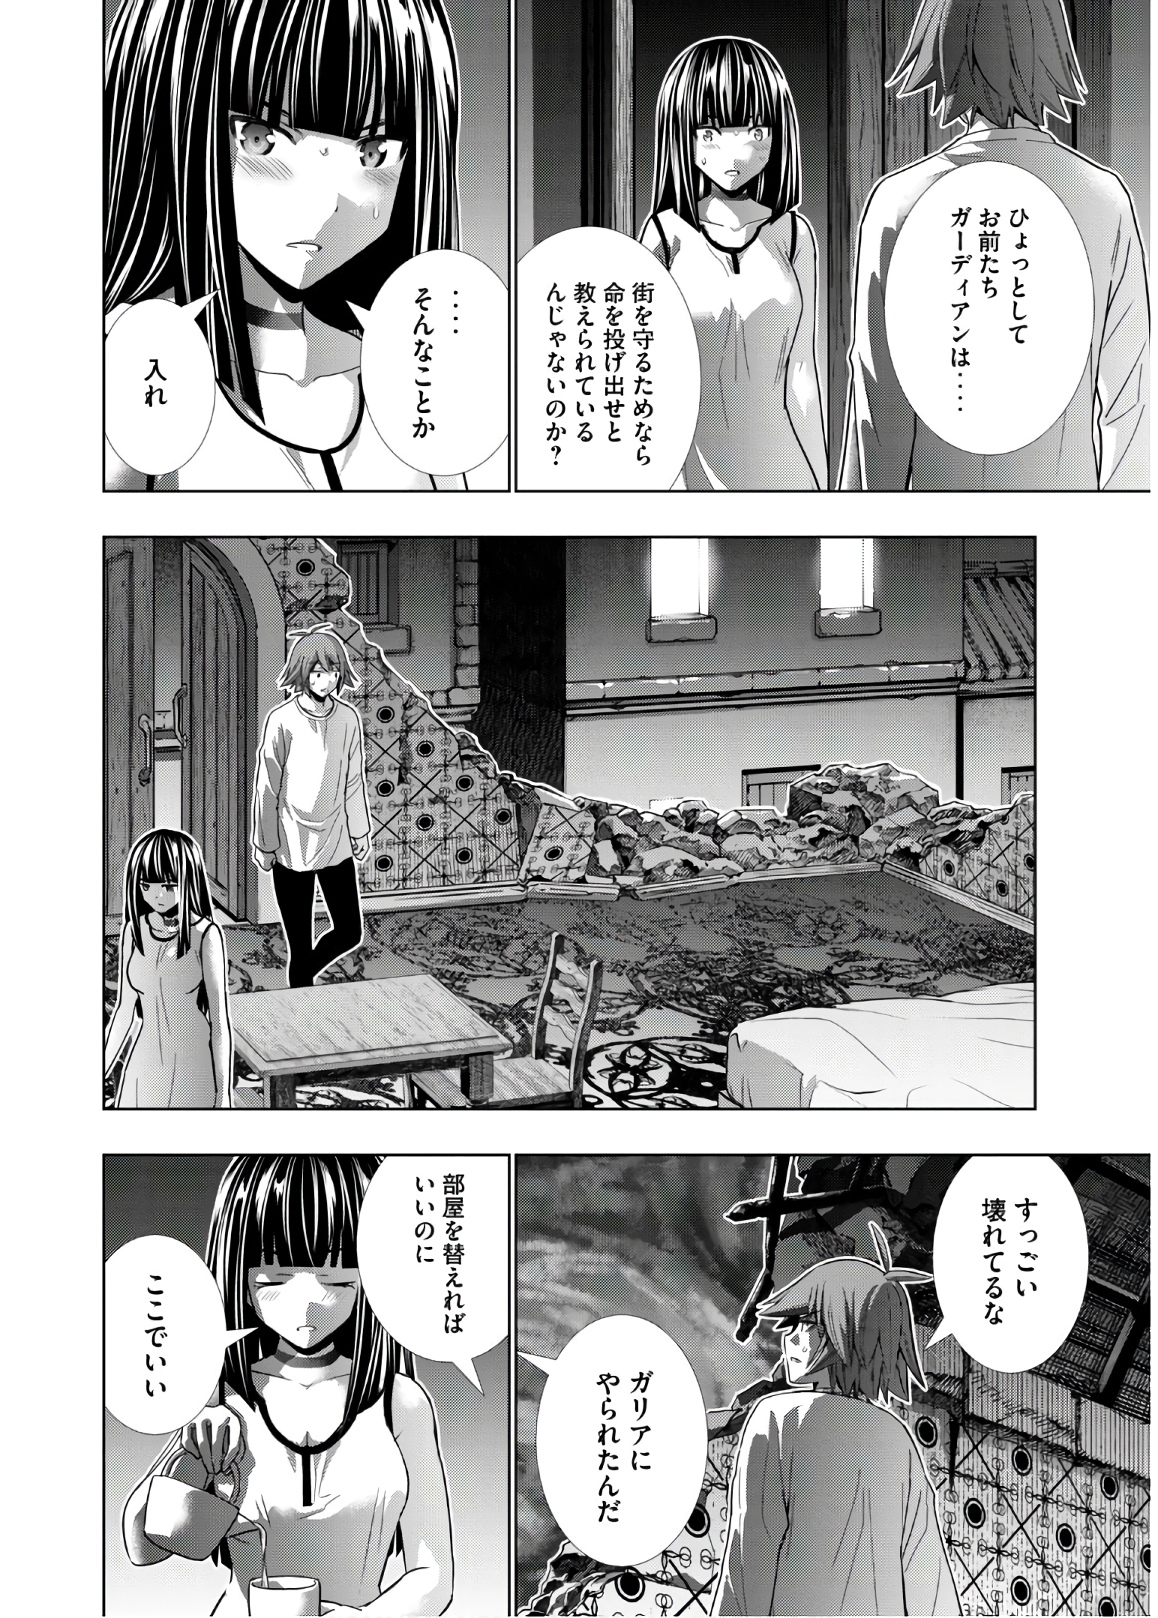 ひょっとして
お前たち
ガーディアンは‥‥
街を守るためなら
命を投げ出せと
教えられている
んじゃないのか？
‥‥
そんなことか
入れ
すっごい
壊れてるな
ガリアに
やられたんだ
部屋を替えれば
いいのに
ここでいい